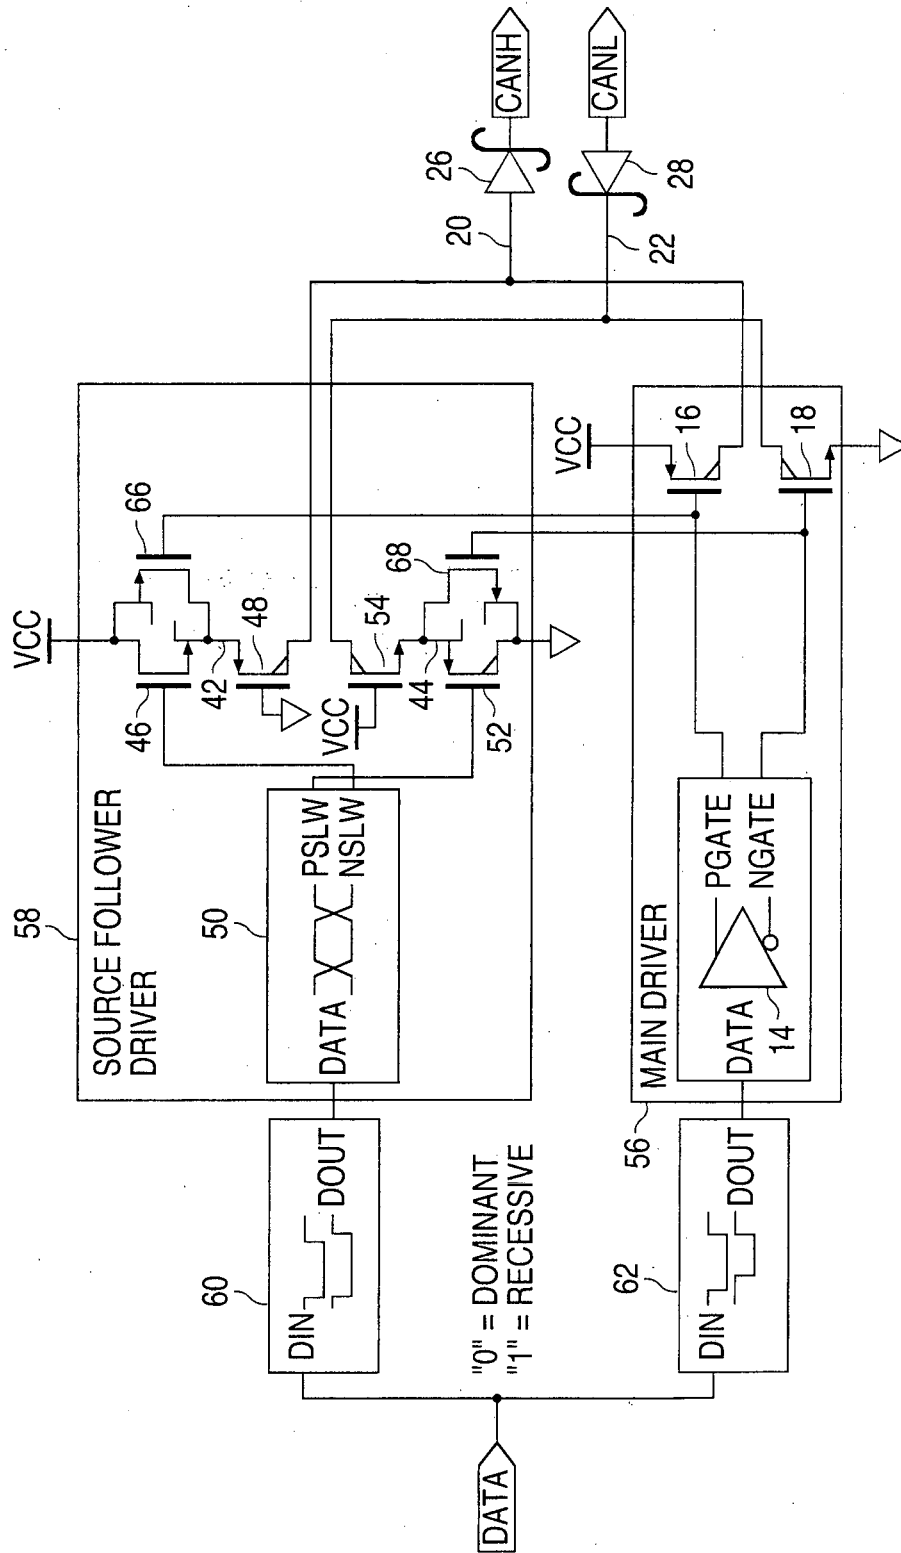 58
SOURCE FOLLOWER
DRIVER
VCC
46
66
42
48
VCC
54
68
44
52
50
DATA
PSLW
NSLW
60
DIN
DOUT
DATA
"0" = DOMINANT
"1" = RECESSIVE
62
DIN
DOUT
56
MAIN DRIVER
DATA
14
PGATE
NGATE
VCC
16
18
20
22
26
28
CANH
CANL